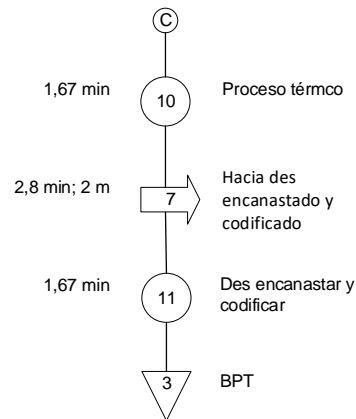 C
1,67 min
10
Proceso térmco
2,8 min; 2 m
7
Hacia des
encanastado y
codificado
1,67 min
11
Des encanastar y
codificar
3
BPT